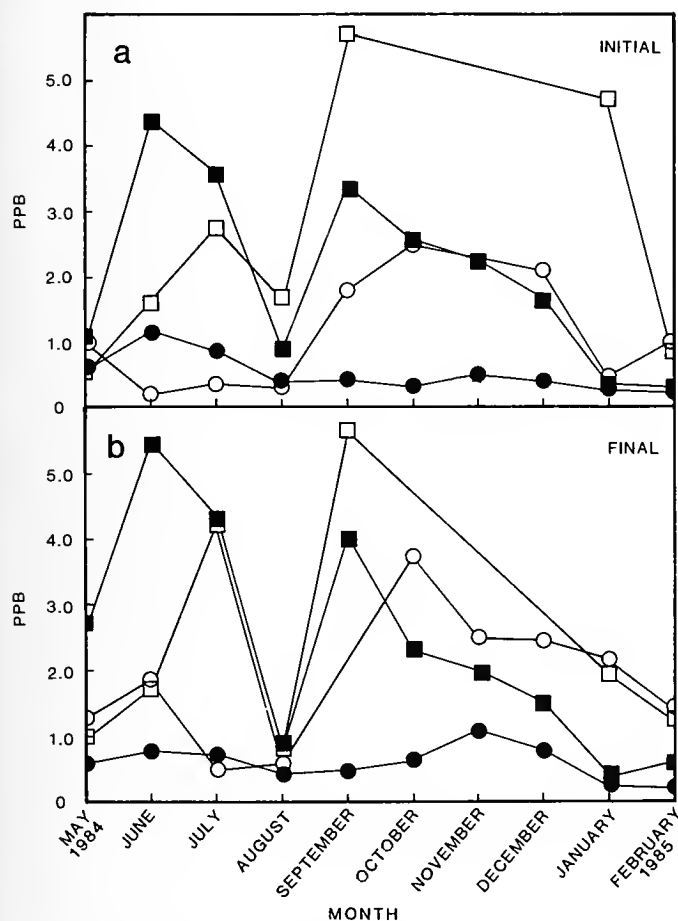 a
INITIAL
5.0
4.0
PPB
3.0
2.0
1.0
0
b
FINAL
5.0
4.0
PPB
3.0
2.0
1.0
0
MAY 1984
JUNE
JULY
AUGUST
SEPTEMBER
OCTOBER
NOVEMBER
DECEMBER
JANUARY
FEBRUARY 1985
MONTH